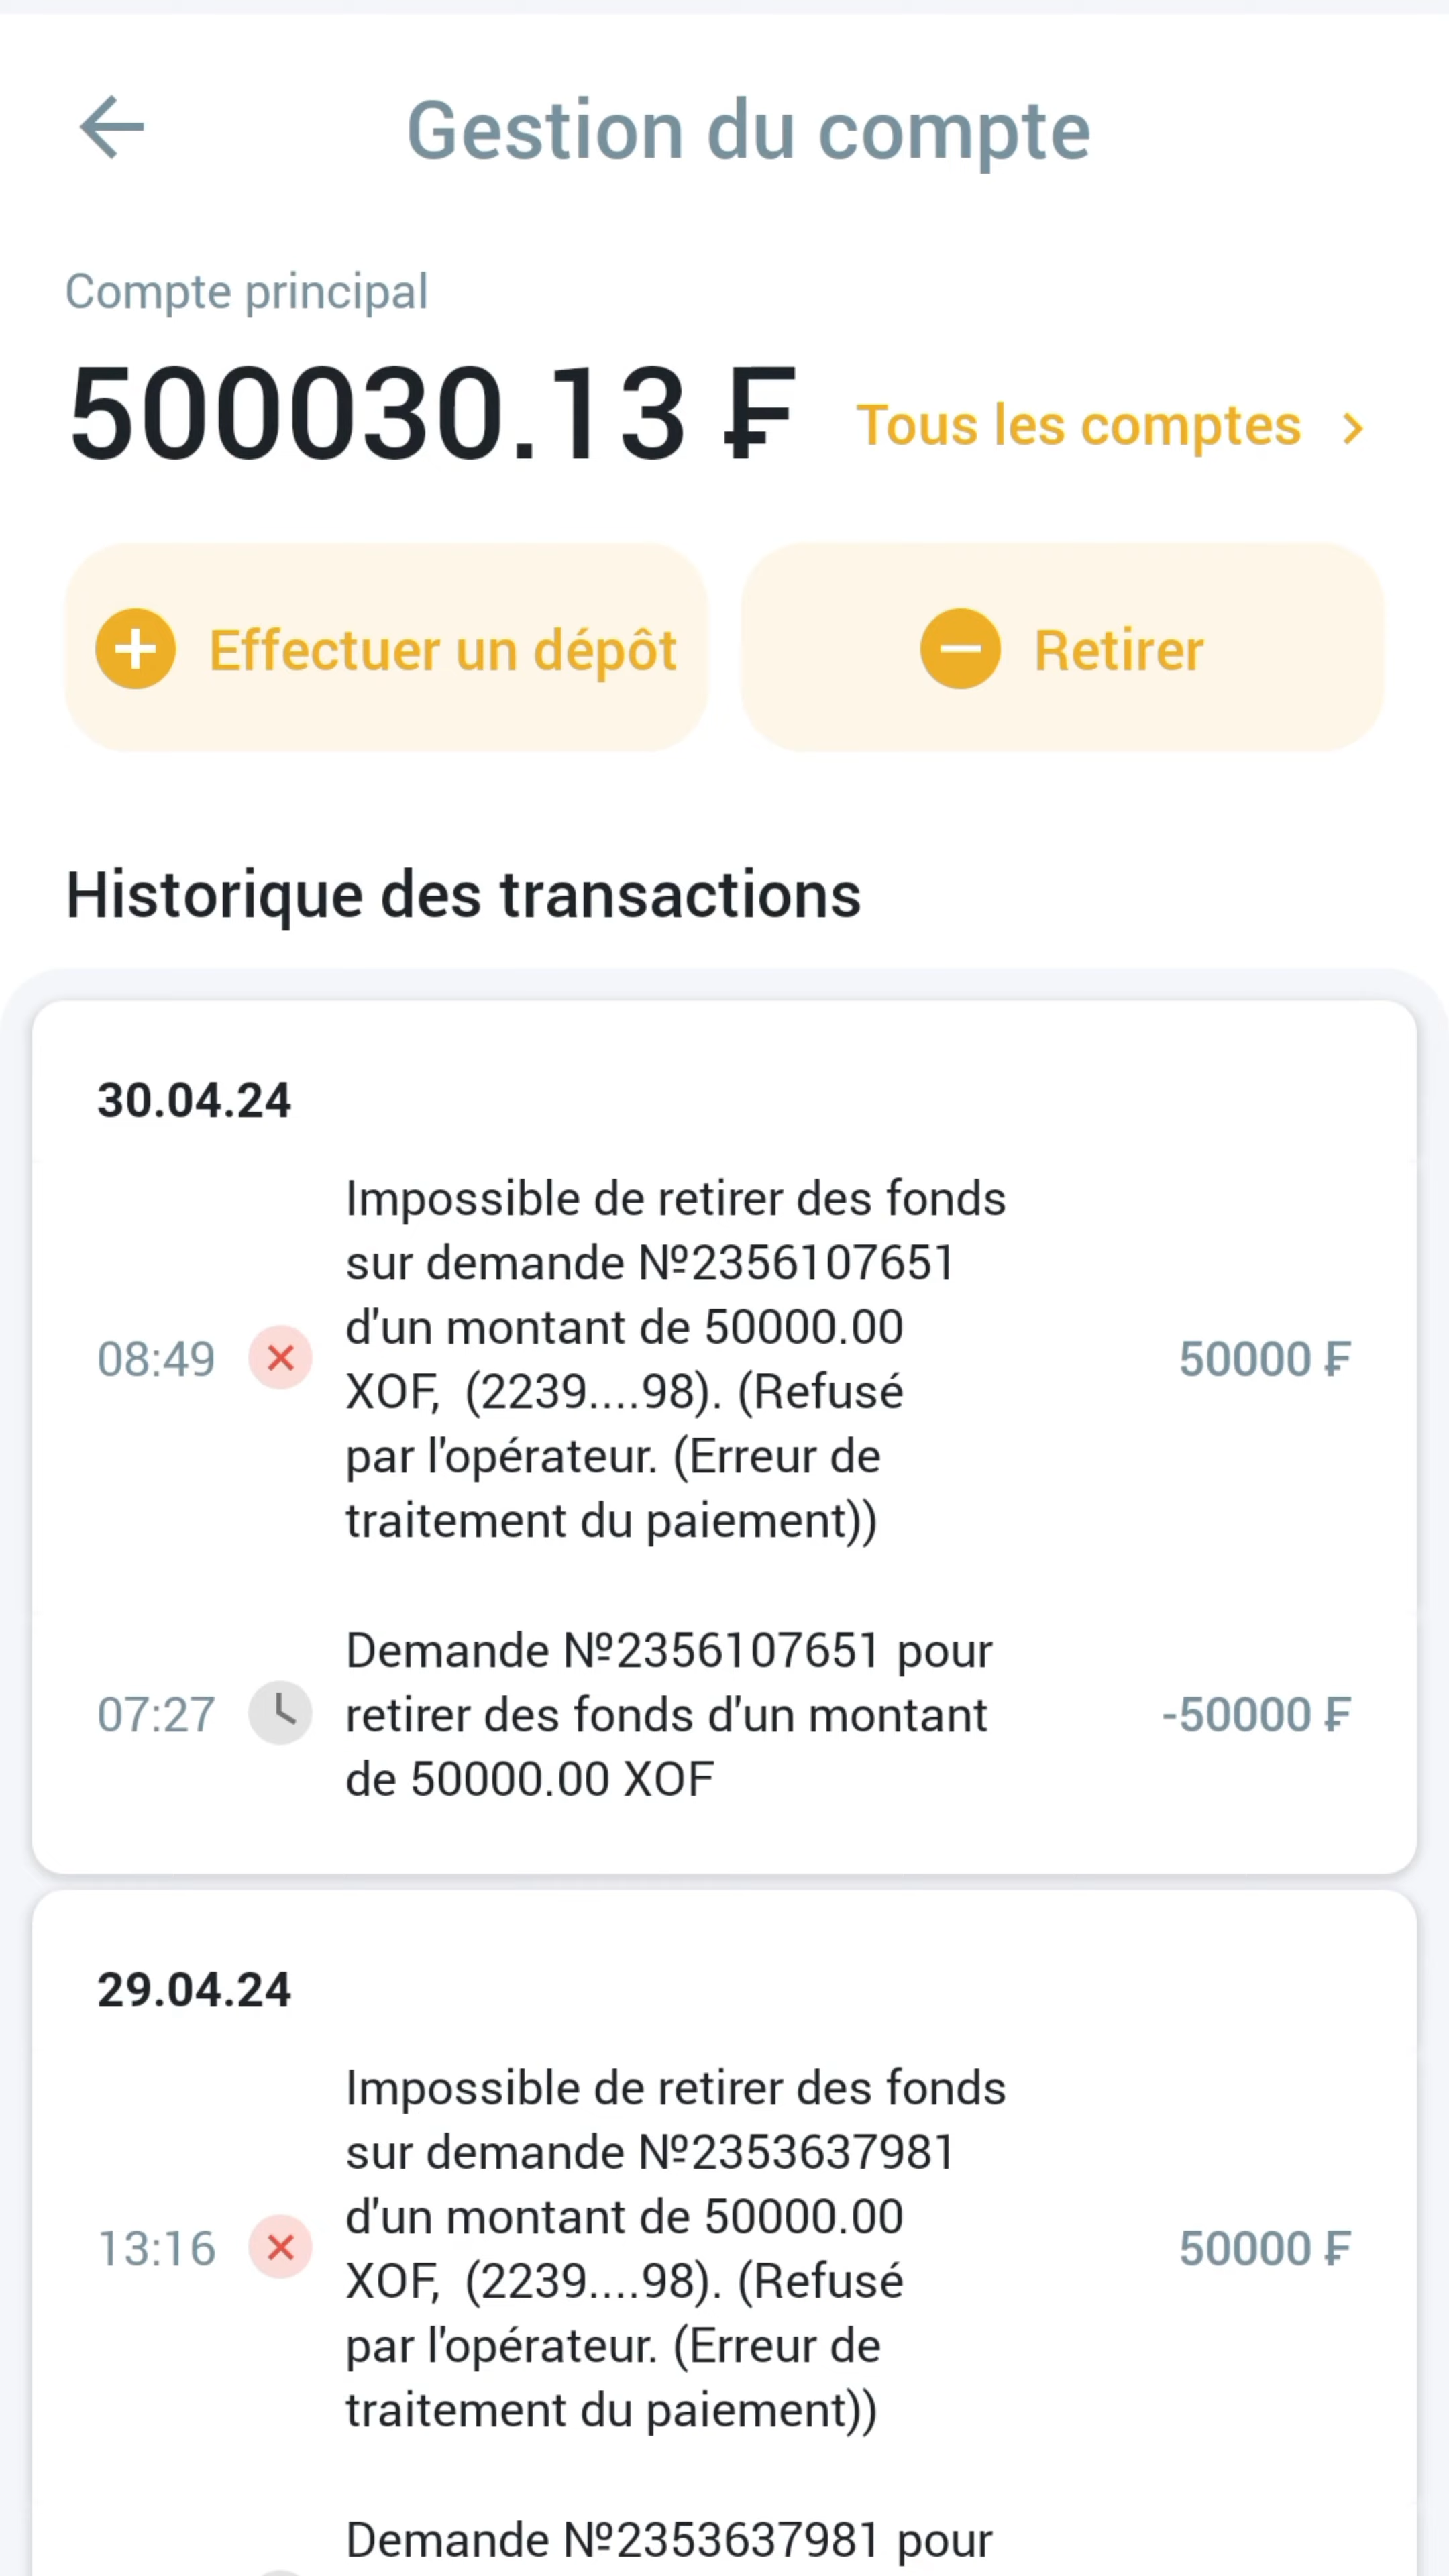 Gestion du compte
Compte principal
500030.13 ₣
Tous les comptes
Effectuer un dépôt
Retirer
Historique des transactions
30.04.24
Impossible de retirer des fonds
sur demande №2356107651
d'un montant de 50000.00
XOF,  (2239....98). (Refusé
par l'opérateur. (Erreur de
traitement du paiement))
08:49
50000 ₣
Demande №2356107651 pour
retirer des fonds d'un montant
de 50000.00 XOF
07:27
-50000 ₣
29.04.24
Impossible de retirer des fonds
sur demande №2353637981
d'un montant de 50000.00
XOF,  (2239....98). (Refusé
par l'opérateur. (Erreur de
traitement du paiement))
13:16
50000 ₣
Demande №2353637981 pour